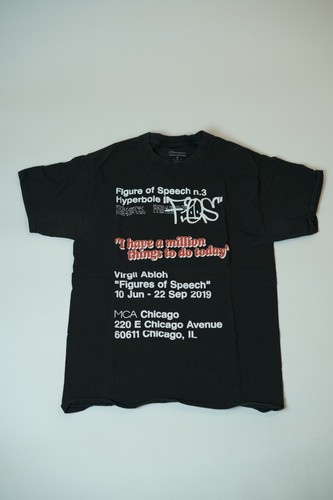 Figure of Speech n.3
Hyperbole II
"F.O.S"
"I have a million
things to do today"
Virgil Abloh
"Figures of Speech"
10 Jun - 22 Sep 2019
MCA Chicago
220 E Chicago Avenue
60611 Chicago, IL